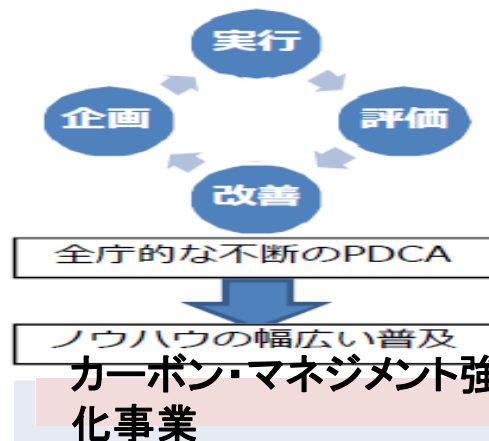 実行
企画
評価
改善
全庁的な不断のPDCA
ノウハウの幅広い普及
カーボン・マネジメント強
化事業